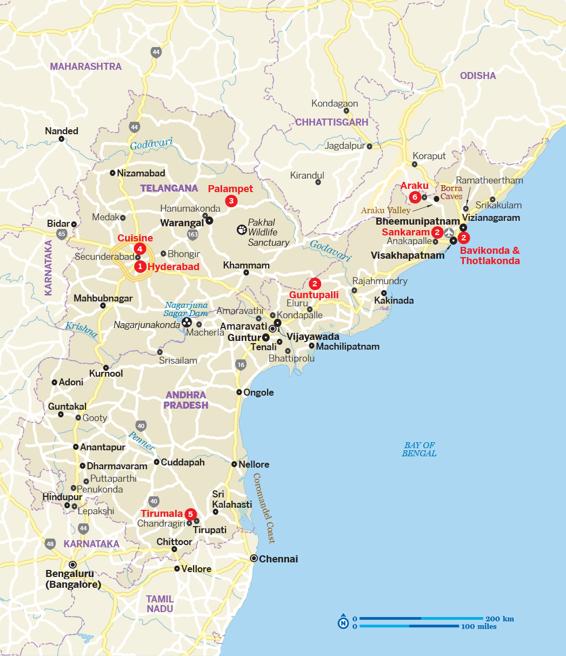 44
MAHARASHTRA
ODISHA
Kondagaon
CHHATTISGARH
44
Nanded
Godavari
Jagdalpur
Koraput
Nizamabad
Kirandul
TELANGANA
Palampet
3
Araku
6
Borra
Caves
Ramatheertham
Srikakulam
Araku Valley
Medak
Hanumakonda
Warangal
Bheemunipatnam
Vizianagaram
Bidar
65
163
Pakhal
Wildlife
Sanctuary
Sankaram
2
2
Anakapalle
Cuisine
4
Godavari
Bavikonda &
Thotlakonda
Secunderabad
Bhongir
Visakhapatnam
1
Hyderabad
Khammam
KARNATAKA
2
Guntupalli
Rajahmundry
Mahbubnagar
Eluru
Kakinada
Nagarjuna
Sagar Dam
Amaravathi
Kondapalle
Krishna
Nagarjunakonda
Macherla
Amaravati
Guntur
Vijayawada
Tenali
Machilipatnam
Bhattiprolu
Srisailam
16
Kurnool
Adoni
ANDHRA
PRADESH
Ongole
Guntakal
Gooty
40
Penner
Anantapur
BAY OF
BENGAL
Dharmavaram
Cuddapah
Nellore
Puttaparthi
Penukonda
Hindupur
Lepakshi
40
Sri
Kalahasti
Coromandel Coast
Tirumala
5
Chandragiri
Tirupati
44
48
KARNATAKA
Chittoor
Chennai
Bengaluru
(Bangalore)
Vellore
TAMIL
NADU
N
0
200 km
0
100 miles